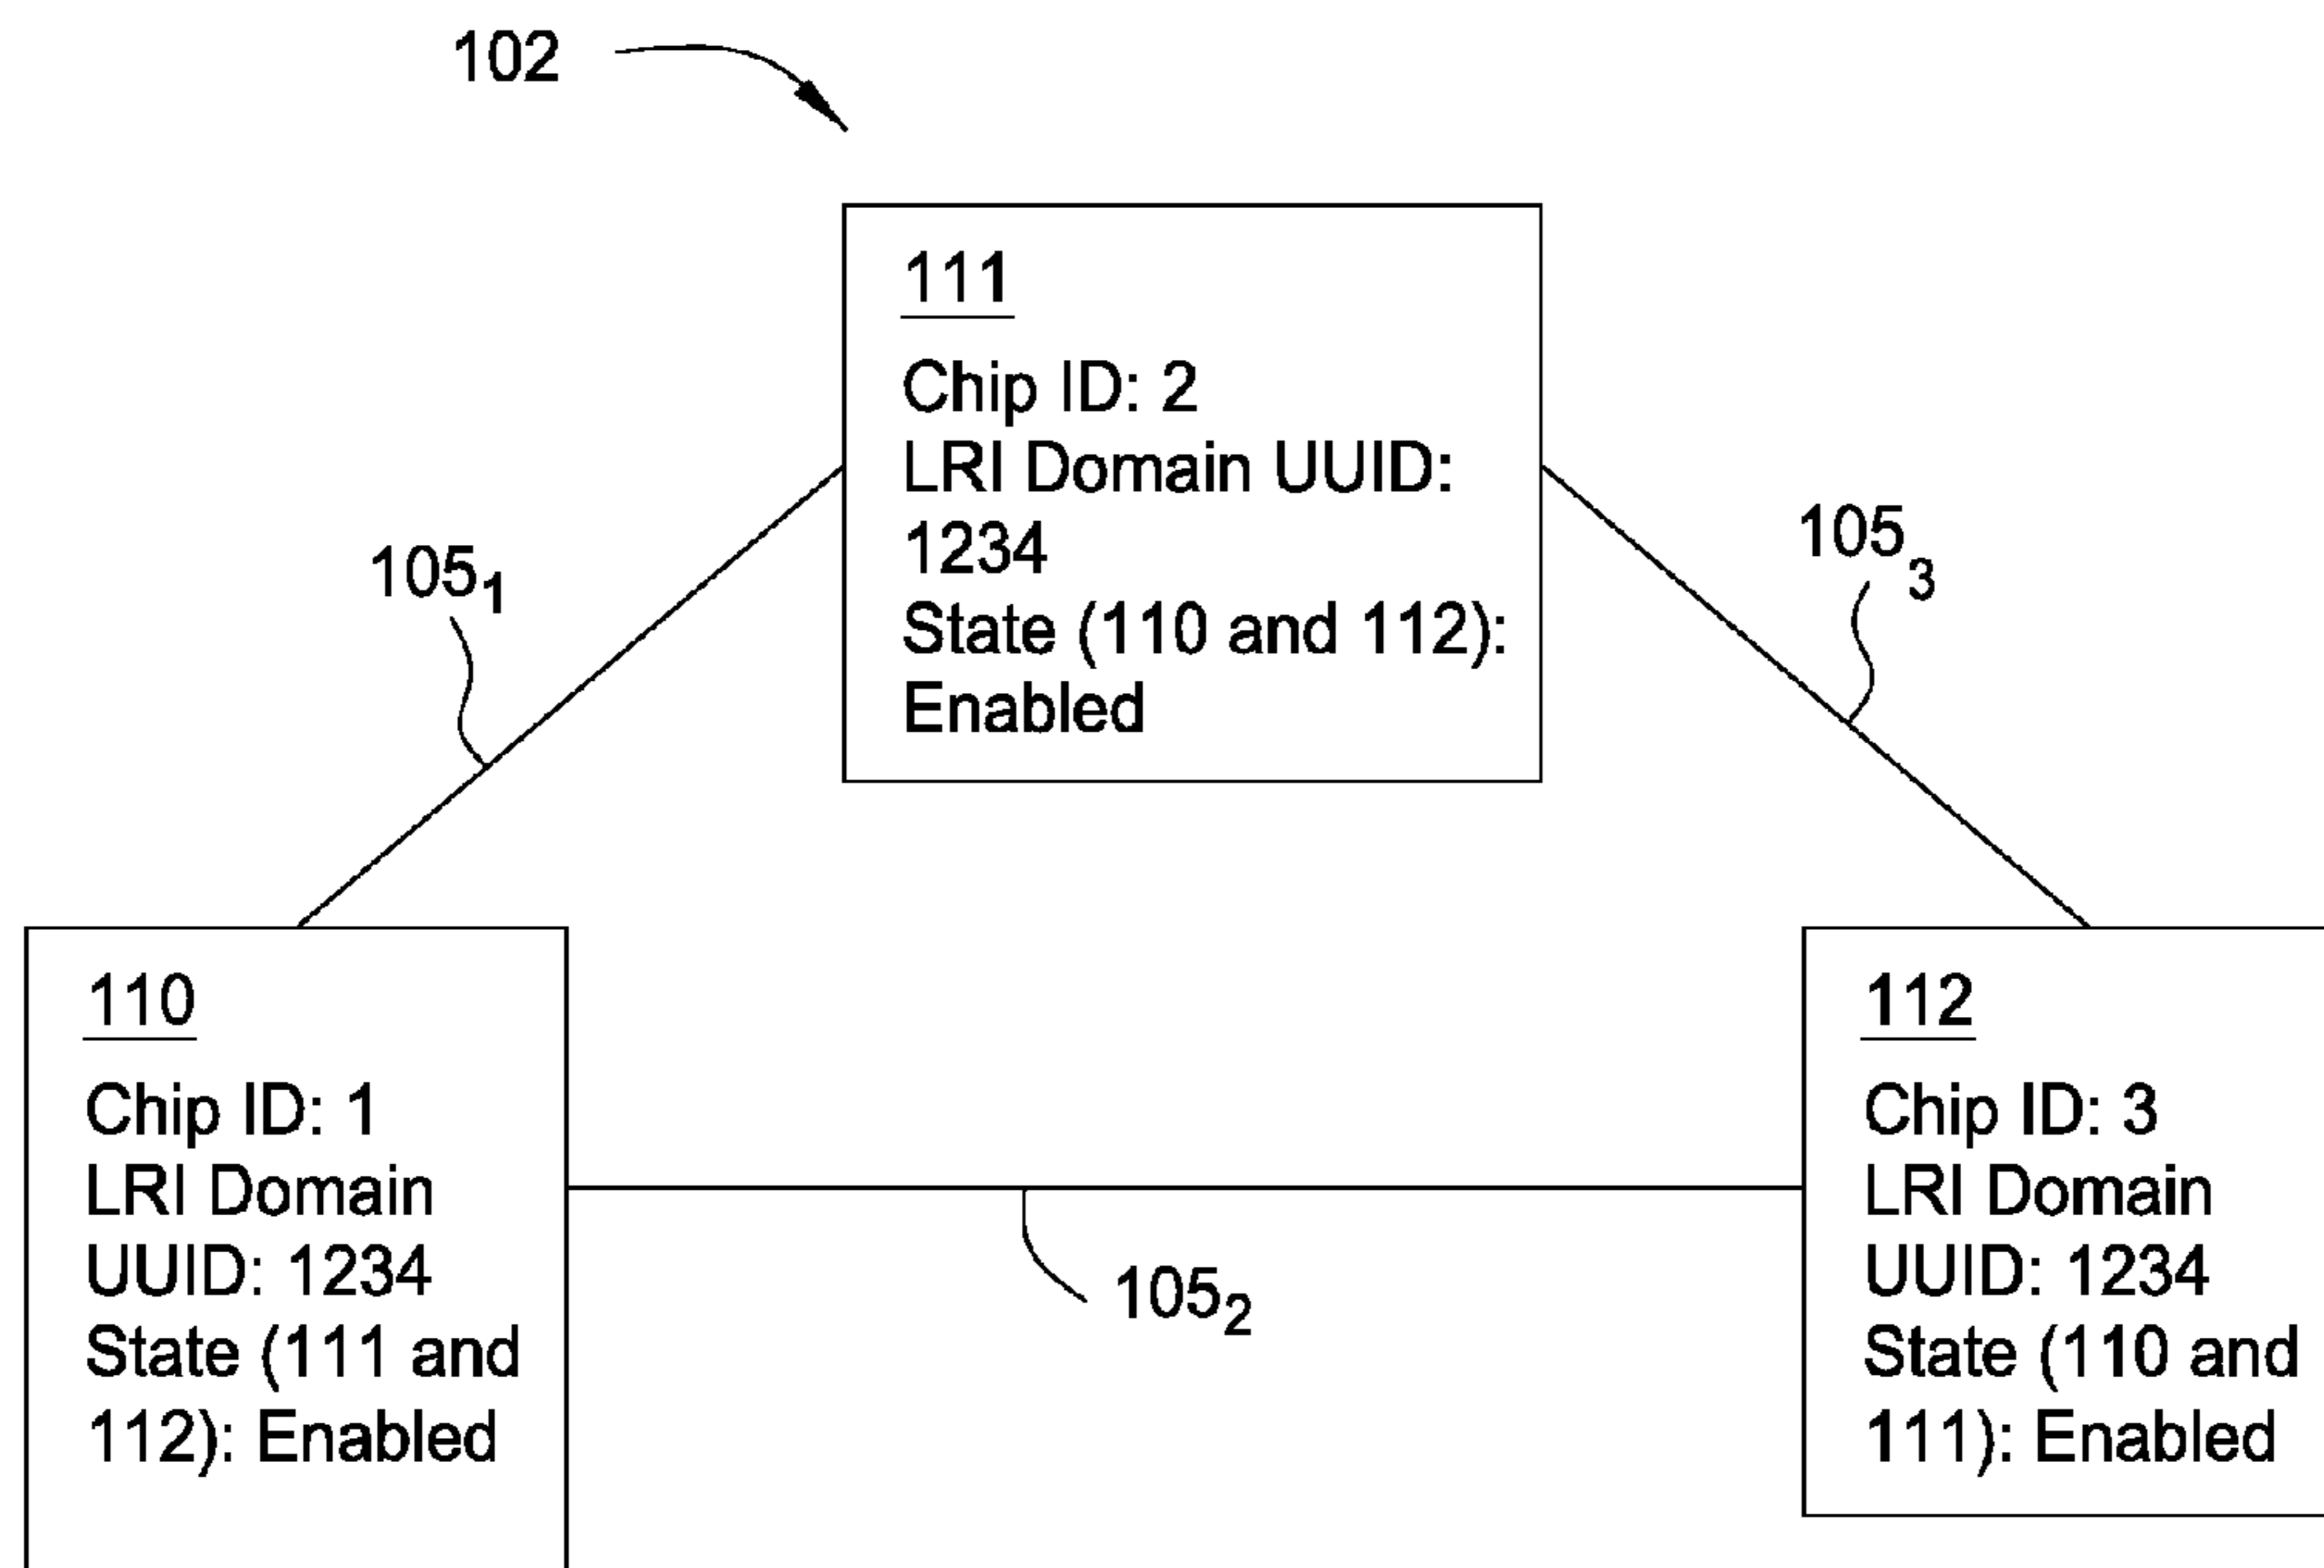 102
111
Chip ID: 2
LRI Domain UUID:
1234
State (110 and 112):
Enabled
105₁
105₃
110
Chip ID: 1
LRI Domain
UUID: 1234
State (111 and
112): Enabled
112
Chip ID: 3
LRI Domain
UUID: 1234
State (110 and
111): Enabled
105₂